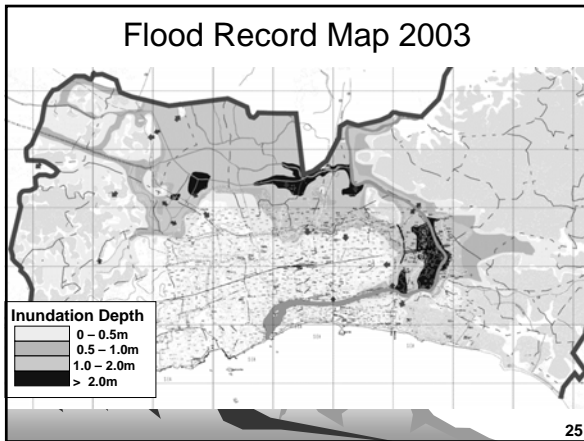 Flood Record Map 2003
Inundation Depth
0 – 0.5m
0.5 – 1.0m
1.0 – 2.0m
> 2.0m
25